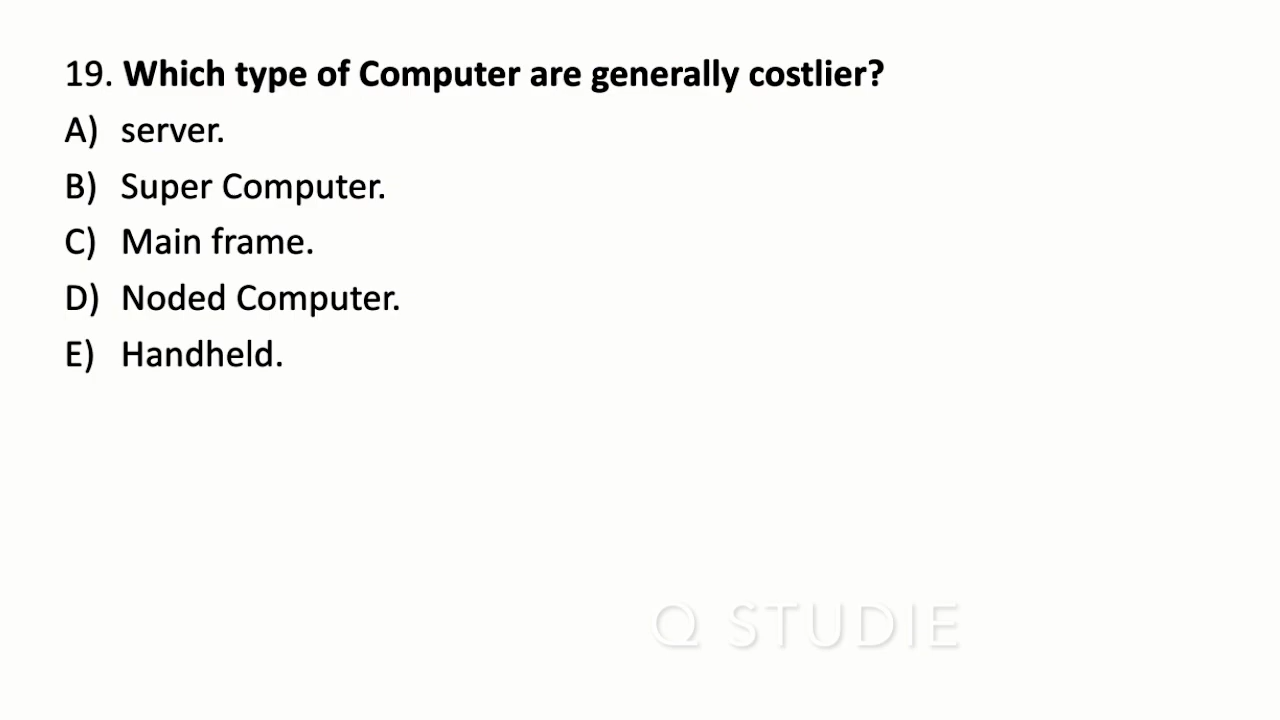 19. Which type of Computer are generally costlier?
A) server.
B) Super Computer.
C) Main frame.
D) Noded Computer.
E) Handheld.
Q STUDIE